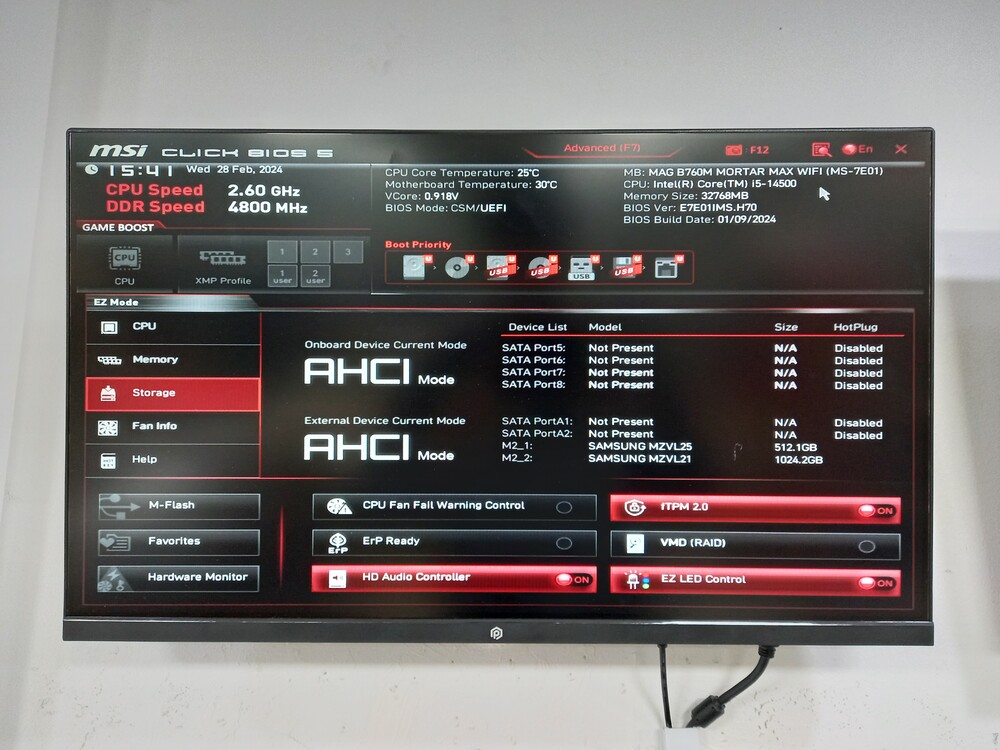 msi CLICK BIOS 5
Advanced (F7)
F12
En
X
15:41 Wed 28 Feb, 2024
CPU Speed 2.60 GHz
DDR Speed 4800 MHz
CPU Core Temperature: 25°C
Motherboard Temperature: 30°C
VCore: 0.918V
BIOS Mode: CSM/UEFI
MB: MAG B760M MORTAR MAX WIFI (MS-7E01)
CPU: Intel(R) Core(TM) i5-14500
Memory Size: 32768MB
BIOS Ver: E7E01IMS.H70
BIOS Build Date: 01/09/2024
GAME BOOST
CPU
CPU
XMP Profile
1 2 3
1 user 2 user
Boot Priority
U U U U U U U
USB USB USB USB
EZ Mode
CPU
Memory
Storage
Fan Info
Help
Onboard Device Current Mode
AHCI Mode
External Device Current Mode
AHCI Mode
Device List Model Size HotPlug
SATA Port5: Not Present N/A Disabled
SATA Port6: Not Present N/A Disabled
SATA Port7: Not Present N/A Disabled
SATA Port8: Not Present N/A Disabled
SATA PortA1: Not Present N/A Disabled
SATA PortA2: Not Present N/A Disabled
M2_1: SAMSUNG MZVL25 512.1GB
M2_2: SAMSUNG MZVL21 1024.2GB
M-Flash
Favorites
Hardware Monitor
CPU Fan Fail Warning Control
ErP ErP Ready
HD Audio Controller ON
fTPM 2.0 ON
VMD (RAID)
EZ LED Control ON